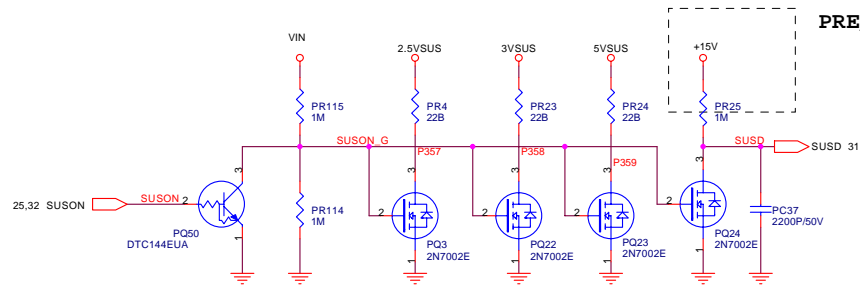 PRE
VIN
2.5VSUS
3VSUS
5VSUS
+15V
PR115
1M
PR4
22B
PR23
22B
PR24
22B
PR25
1M
SUSON_G
SUSD
SUSD 31
P357
P358
P359
3
3
3
3
3
25,32 SUSON
SUSON
2
2
2
2
2
PR114
1M
PC37
2200P/50V
PQ50
DTC144EUA
1
PQ3
2N7002E
1
PQ22
2N7002E
1
PQ23
2N7002E
1
PQ24
2N7002E
1